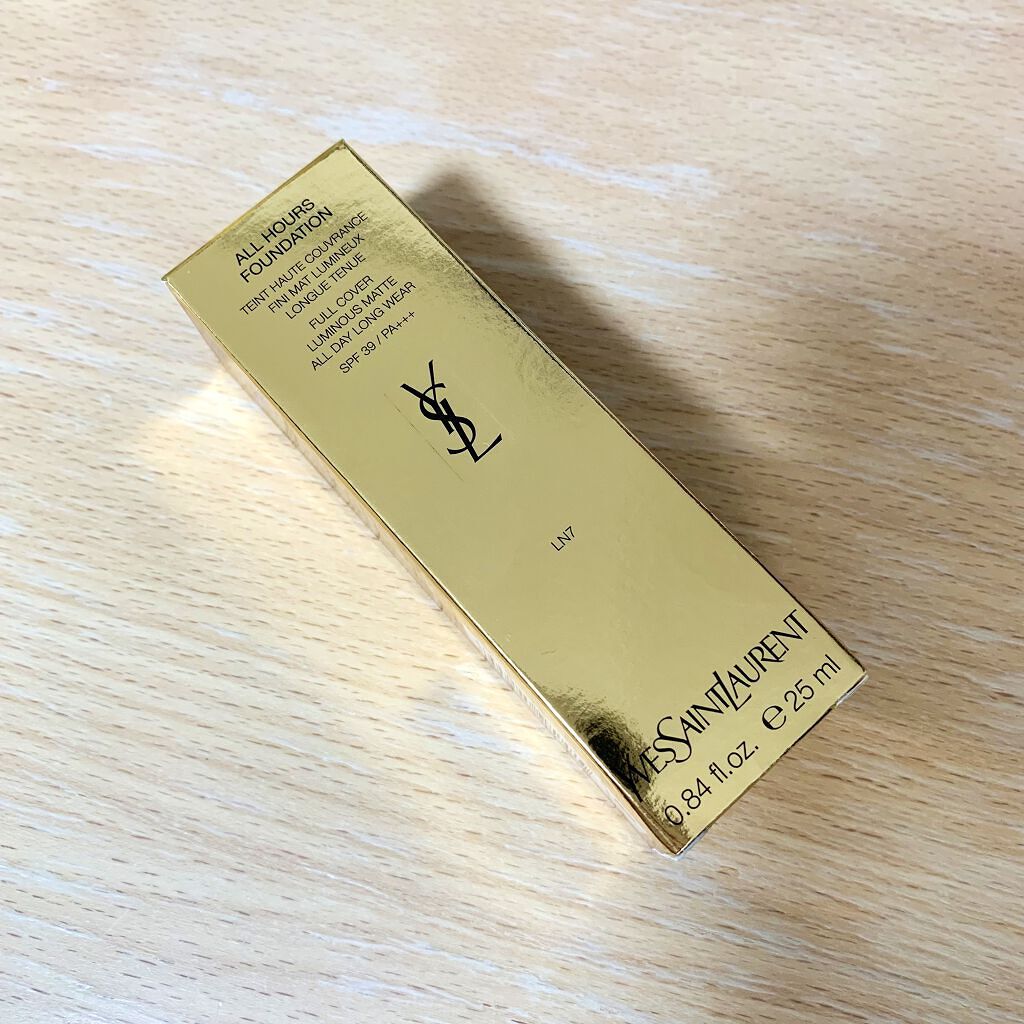 ALL HOURS
FOUNDATION
TEINT HAUTE COUVRANCE
FINI MAT LUMINEUX
LONGUE TENUE
FULL COVER
LUMINOUS MATTE
ALL DAY LONG WEAR
SPF 39 / PA+++
YSL
LN7
YVESSAINTLAURENT
0.84 fl.oz. ℮ 25 ml